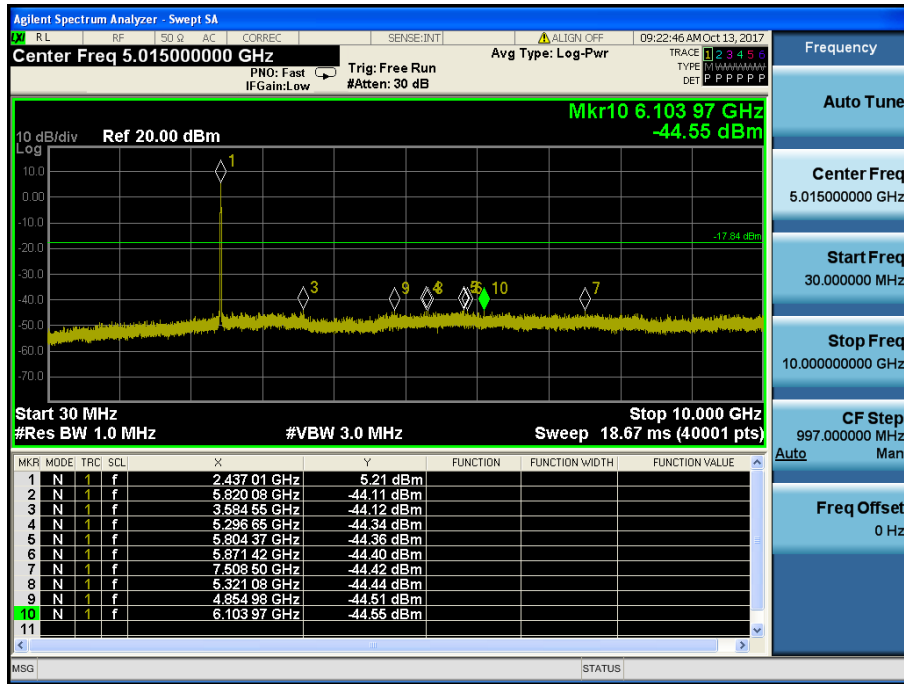 Agilent Spectrum Analyzer - Swept SA
LXI RL RF 50 Ω AC CORREC SENSE:INT ALIGN OFF 09:22:46 AM Oct 13, 2017
Center Freq 5.015000000 GHz
PNO: Fast
IFGain:Low
Trig: Free Run
#Atten: 30 dB
Avg Type: Log-Pwr
TRACE 1 2 3 4 5 6
TYPE M W W W W W
DET P P P P P P
Mkr10 6.103 97 GHz
-44.55 dBm
10 dB/div Ref 20.00 dBm
Log
10.0
0.00
-10.0
-20.0
-30.0
-40.0
-50.0
-60.0
-70.0
1
-17.84 dBm
3 9 4 8 10 7
Start 30 MHz Stop 10.000 GHz
#Res BW 1.0 MHz #VBW 3.0 MHz Sweep 18.67 ms (40001 pts)
MKR MODE TRC SCL X Y FUNCTION FUNCTION WIDTH FUNCTION VALUE
1 N 1 f 2.437 01 GHz 5.21 dBm
2 N 1 f 5.820 08 GHz -44.11 dBm
3 N 1 f 3.584 55 GHz -44.12 dBm
4 N 1 f 5.296 65 GHz -44.34 dBm
5 N 1 f 5.804 37 GHz -44.36 dBm
6 N 1 f 5.871 42 GHz -44.40 dBm
7 N 1 f 7.508 50 GHz -44.42 dBm
8 N 1 f 5.321 08 GHz -44.44 dBm
9 N 1 f 4.854 98 GHz -44.51 dBm
10 N 1 f 6.103 97 GHz -44.55 dBm
11
MSG STATUS
Frequency
Auto Tune
Center Freq
5.015000000 GHz
Start Freq
30.000000 MHz
Stop Freq
10.000000000 GHz
CF Step
997.000000 MHz
Auto Man
Freq Offset
0 Hz